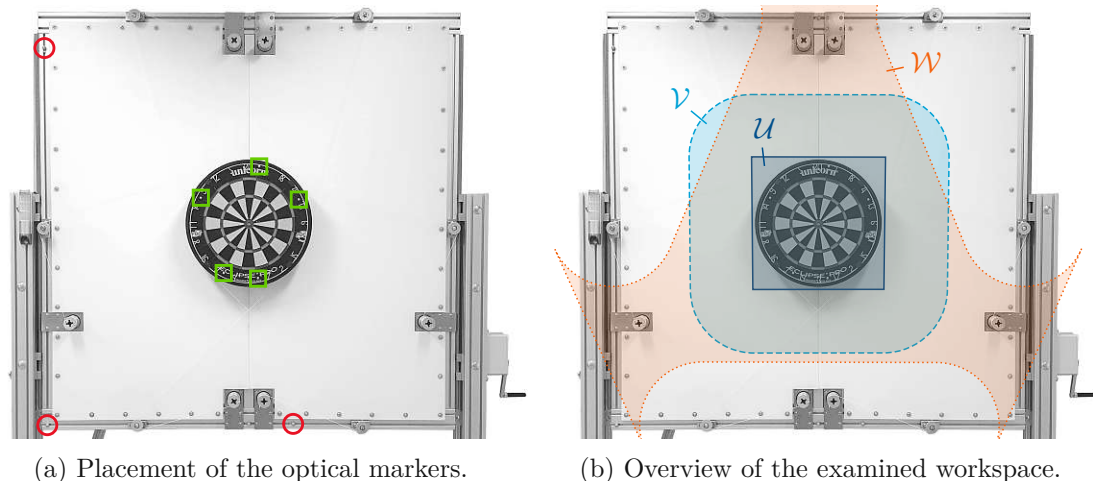 unicorn
𝒲
𝒱
𝒰
unicorn
(a) Placement of the optical markers.
(b) Overview of the examined workspace.